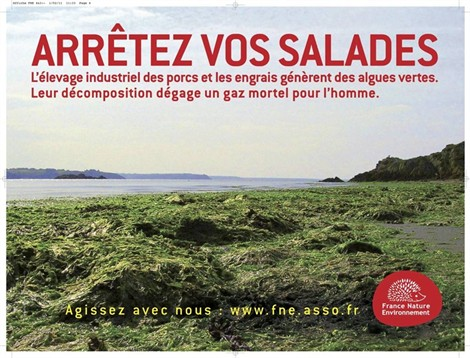 ARRÊTEZ VOS SALADES
L'élevage industriel des porcs et les engrais génèrent des algues vertes.
Leur décomposition dégage un gaz mortel pour l'homme.
Agissez avec nous : www.fne.asso.fr
France Nature
Environnement